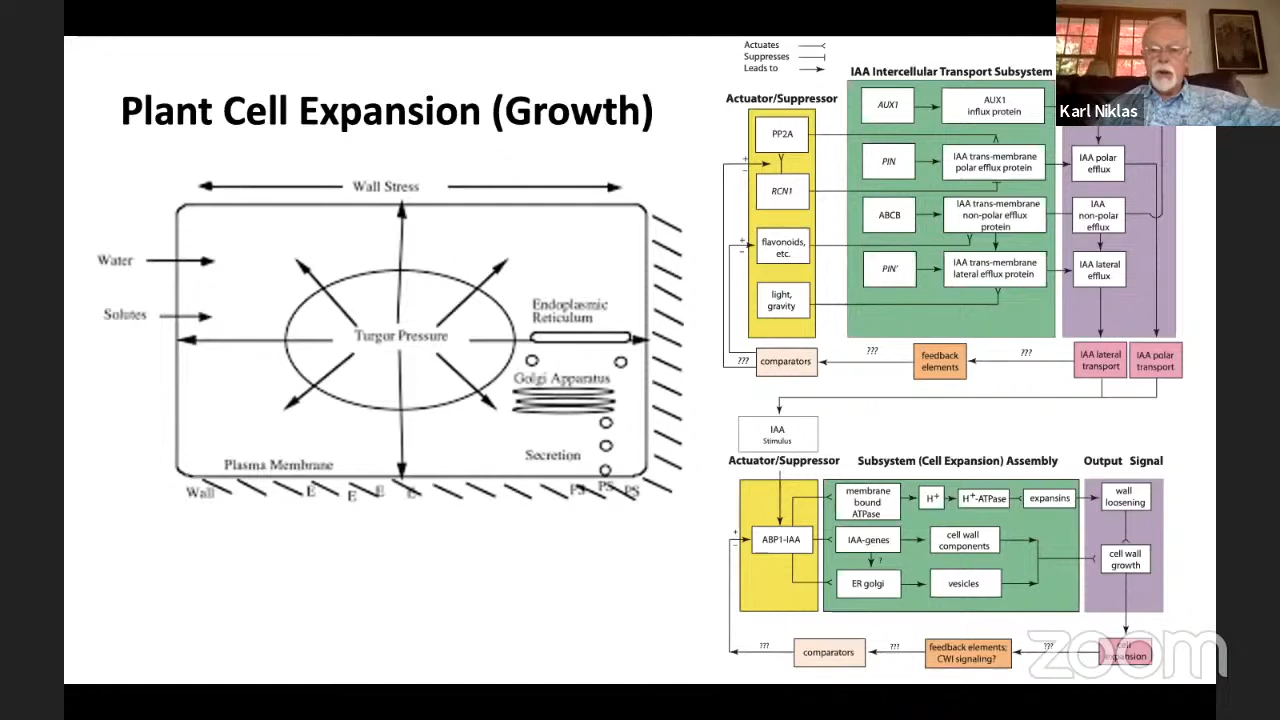 Plant Cell Expansion (Growth)
Wall Stress
Water
Solutes
Turgor Pressure
Endoplasmic
Reticulum
Golgi Apparatus
Secretion
Plasma Membrane
Wall
E
E
E
E
PS
PS
PS
Actuates
Suppresses
Leads to
IAA Intercellular Transport Subsystem
Karl Niklas
Actuator/Suppressor
AUX1
AUX1
influx protein
PP2A
PIN
IAA trans-membrane
polar efflux protein
IAA polar
efflux
+
−
RCN1
ABCB
IAA trans-membrane
non-polar efflux
protein
IAA
non-polar
efflux
+
−
flavonoids,
etc.
PIN'
IAA trans-membrane
lateral efflux protein
IAA lateral
efflux
light,
gravity
???
comparators
???
feedback
elements
???
IAA lateral
transport
IAA polar
transport
IAA
Stimulus
Actuator/Suppressor
Subsystem (Cell Expansion) Assembly
Output Signal
membrane
bound
ATPase
H+
H+-ATPase
expansins
wall
loosening
+
−
ABP1-IAA
IAA-genes
cell wall
components
cell wall
growth
?
ER golgi
vesicles
???
comparators
???
feedback elements;
CWI signaling?
???
cell
expansion
zoom